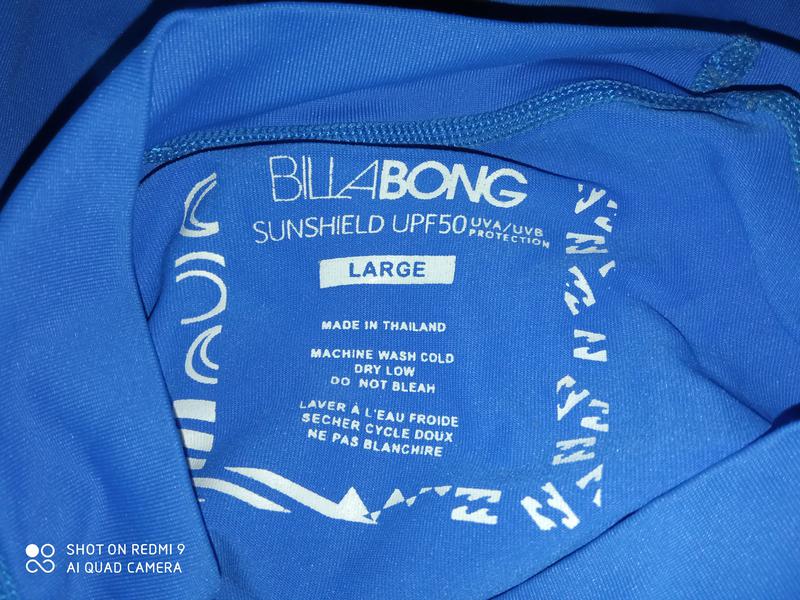 BILLABONG
SUNSHIELD UPF50 UVA/UVB PROTECTION
LARGE
MADE IN THAILAND
MACHINE WASH COLD
DRY LOW
DO NOT BLEAH
LAVER À L'EAU FROIDE
SECHER CYCLE DOUX
NE PAS BLANCHIRE
SHOT ON REDMI 9
AI QUAD CAMERA